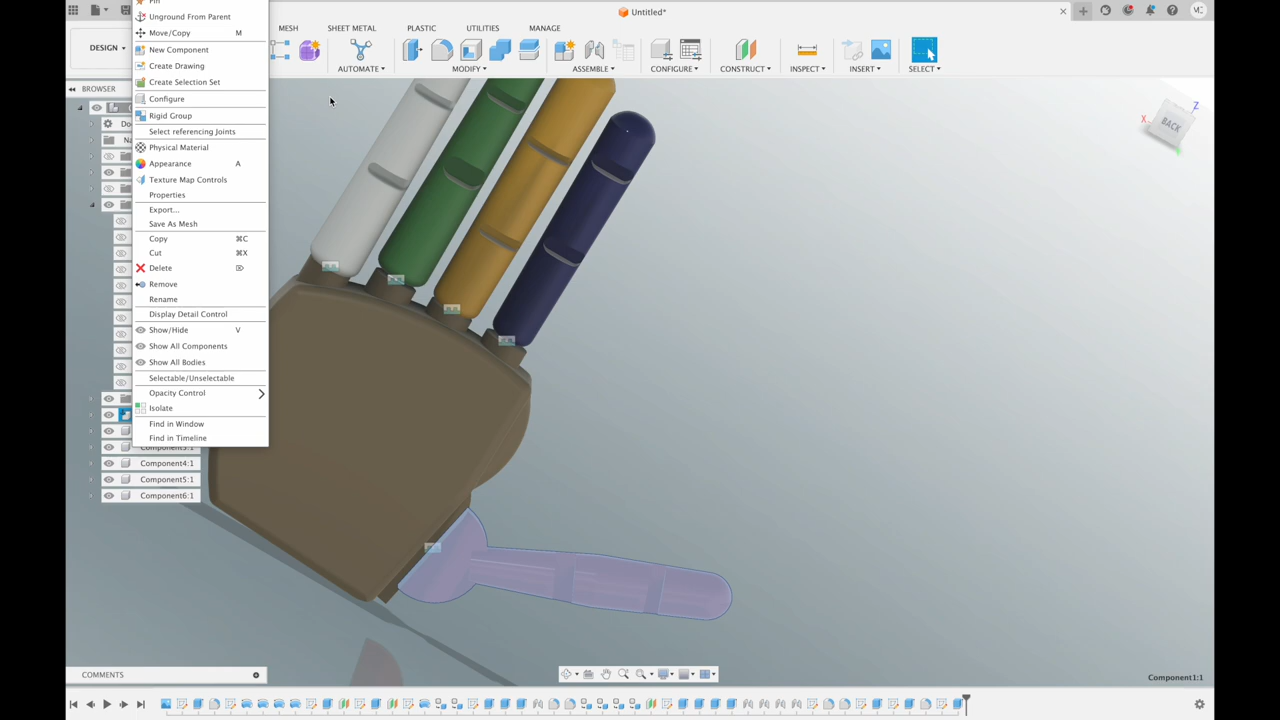 Untitled*
MESH
SHEET METAL
PLASTIC
UTILITIES
MANAGE
DESIGN
AUTOMATE
MODIFY
ASSEMBLE
CONFIGURE
CONSTRUCT
INSPECT
INSERT
SELECT
BROWSER
Pin
Unground From Parent
Move/Copy M
New Component
Create Drawing
Create Selection Set
Configure
Rigid Group
Select referencing Joints
Physical Material
Appearance A
Texture Map Controls
Properties
Export...
Save As Mesh
Copy ⌘C
Cut ⌘X
Delete
Remove
Rename
Display Detail Control
Show/Hide V
Show All Components
Show All Bodies
Selectable/Unselectable
Opacity Control
Isolate
Find in Window
Find in Timeline
Component3:1
Component4:1
Component5:1
Component6:1
X
Z
BACK
COMMENTS
Component1:1